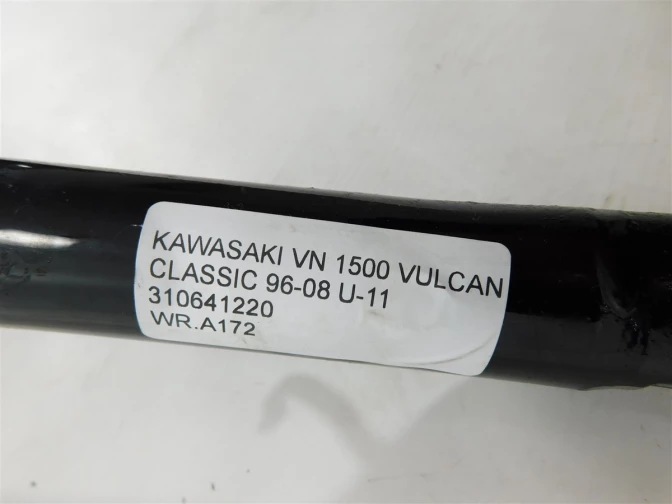 KAWASAKI VN 1500 VULCAN
CLASSIC 96-08 U-11
310641220
WR.A172